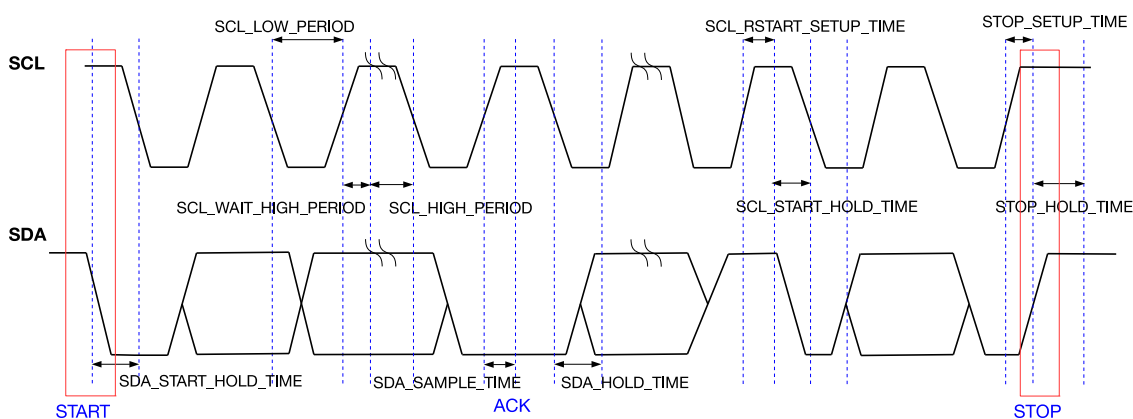 SCL_LOW_PERIOD
SCL_RSTART_SETUP_TIME
STOP_SETUP_TIME
SCL
SCL_WAIT_HIGH_PERIOD
SCL_HIGH_PERIOD
SCL_START_HOLD_TIME
STOP_HOLD_TIME
SDA
SDA_START_HOLD_TIME
SDA_SAMPLE_TIME
SDA_HOLD_TIME
START
ACK
STOP